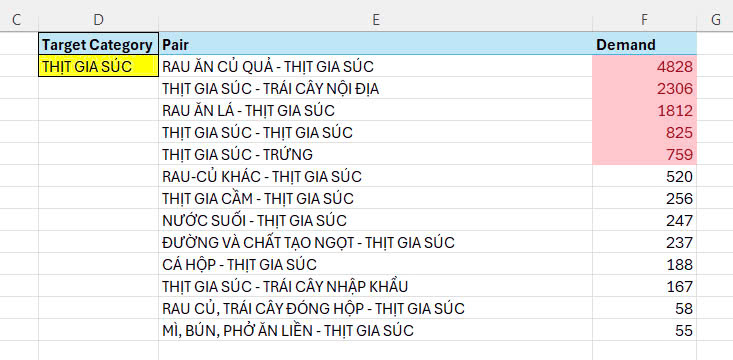 C D E F G
Target Category Pair Demand
THỊT GIA SÚC RAU ĂN CỦ QUẢ - THỊT GIA SÚC 4828
THỊT GIA SÚC - TRÁI CÂY NỘI ĐỊA 2306
RAU ĂN LÁ - THỊT GIA SÚC 1812
THỊT GIA SÚC - THỊT GIA SÚC 825
THỊT GIA SÚC - TRỨNG 759
RAU-CỦ KHÁC - THỊT GIA SÚC 520
THỊT GIA CẦM - THỊT GIA SÚC 256
NƯỚC SUỐI - THỊT GIA SÚC 247
ĐƯỜNG VÀ CHẤT TẠO NGỌT - THỊT GIA SÚC 237
CÁ HỘP - THỊT GIA SÚC 188
THỊT GIA SÚC - TRÁI CÂY NHẬP KHẨU 167
RAU CỦ, TRÁI CÂY ĐÓNG HỘP - THỊT GIA SÚC 58
MÌ, BÚN, PHỞ ĂN LIỀN - THỊT GIA SÚC 55